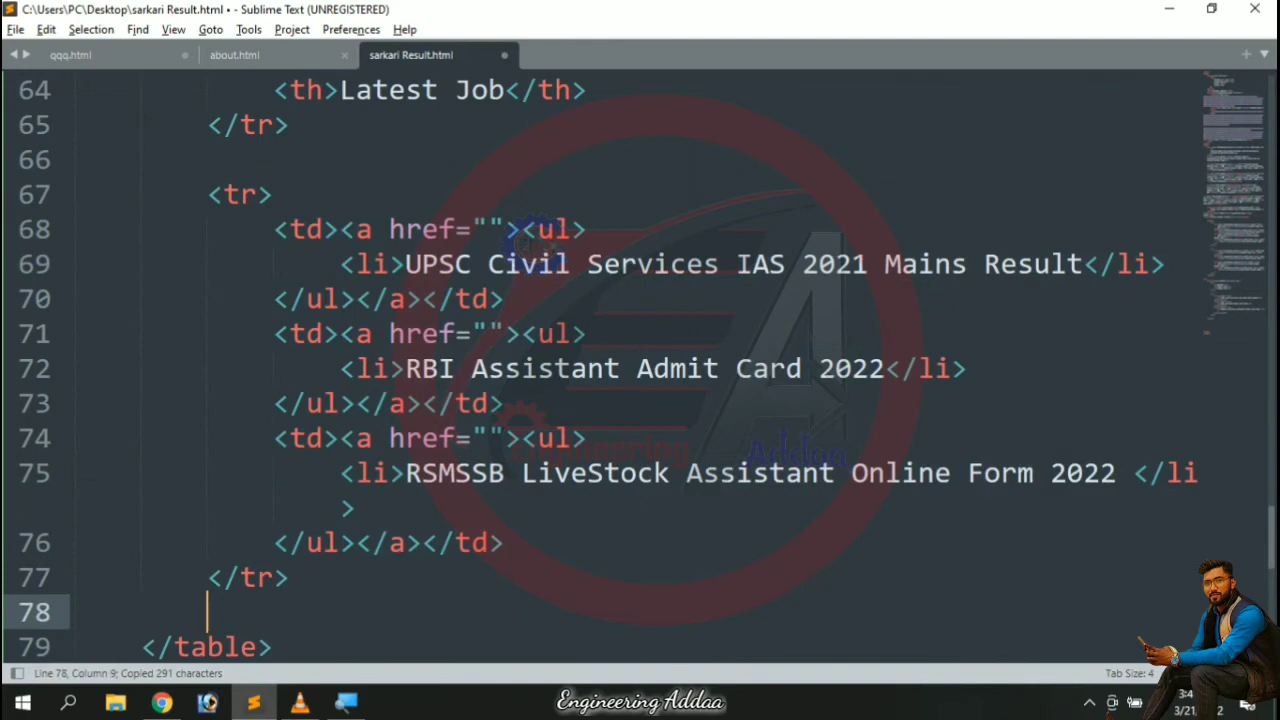 C:\Users\PC\Desktop\sarkari Result.html • - Sublime Text (UNREGISTERED)
File Edit Selection Find View Goto Tools Project Preferences Help
qqq.html about.html sarkari Result.html
64 <th>Latest Job</th>
65 </tr>
66
67 <tr>
68 <td><a href=""><ul>
69 <li>UPSC Civil Services IAS 2021 Mains Result</li>
70 </ul></a></td>
71 <td><a href=""><ul>
72 <li>RBI Assistant Admit Card 2022</li>
73 </ul></a></td>
74 <td><a href=""><ul>
75 <li>RSMSSB LiveStock Assistant Online Form 2022 </li
>
76 </ul></a></td>
77 </tr>
78
79 </table>
Engineering Addaa
Line 78, Column 9; Copied 291 characters
Tab Size: 4
Engineering Addaa